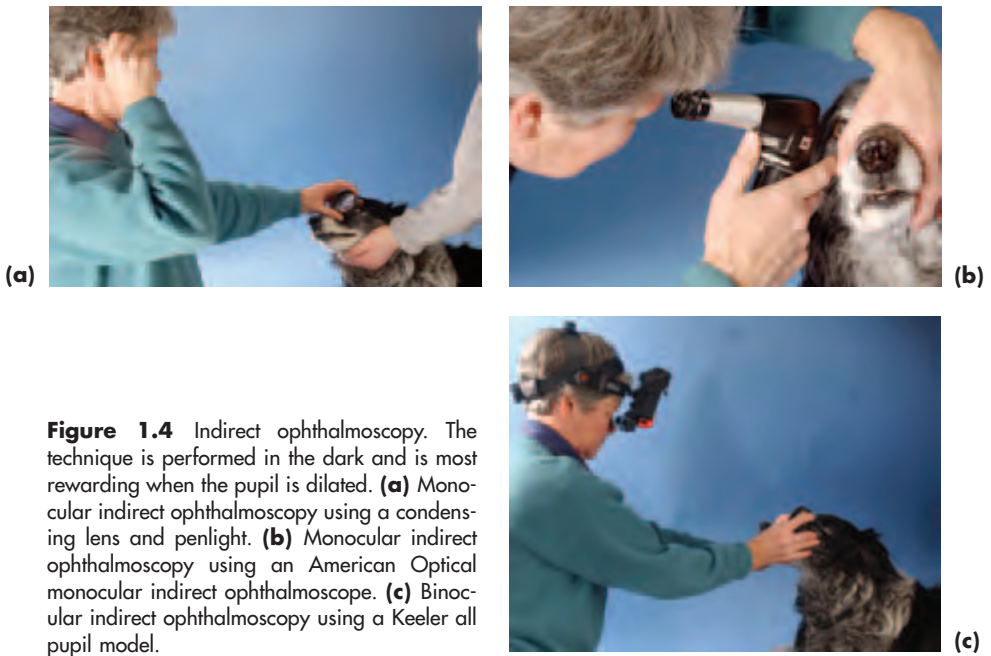 (a)
(b)
Figure 1.4 Indirect ophthalmoscopy. The
technique is performed in the dark and is most
rewarding when the pupil is dilated. (a) Mono-
cular indirect ophthalmoscopy using a condens-
ing lens and penlight. (b) Monocular indirect
ophthalmoscopy using an American Optical
monocular indirect ophthalmoscope. (c) Binoc-
ular indirect ophthalmoscopy using a Keeler all
pupil model.
(c)